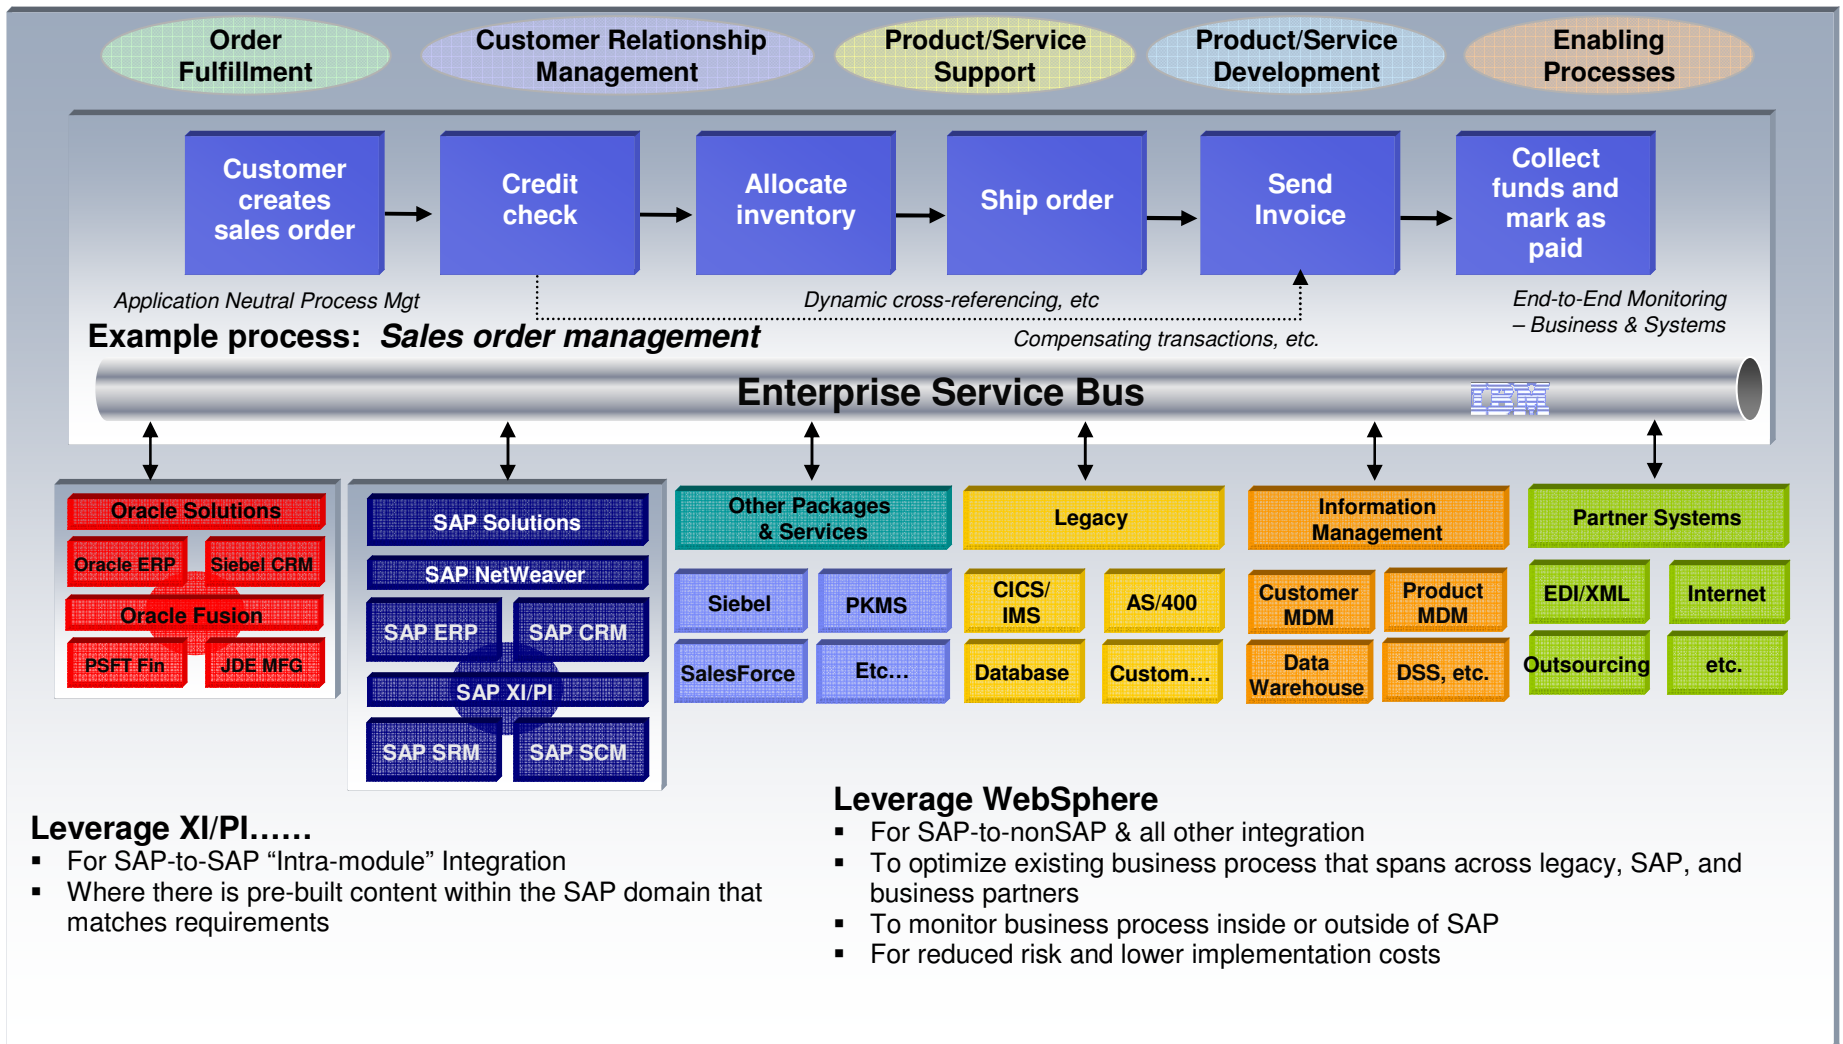 Order
Fulfillment
Customer Relationship
Management
Product/Service
Support
Product/Service
Development
Enabling
Processes
Customer
creates
sales order
Credit
check
Allocate
inventory
Ship order
Send
Invoice
Collect
funds and
mark as
paid
Application Neutral Process Mgt
Dynamic cross-referencing, etc
End-to-End Monitoring
– Business & Systems
Example process: Sales order management
Compensating transactions, etc.
Enterprise Service Bus
IBM
Oracle Solutions
Oracle ERP
Siebel CRM
Oracle Fusion
PSFT Fin
JDE MFG
SAP Solutions
SAP NetWeaver
SAP ERP
SAP CRM
SAP XI/PI
SAP SRM
SAP SCM
Other Packages
& Services
Siebel
PKMS
SalesForce
Etc…
Legacy
CICS/
IMS
AS/400
Database
Custom…
Information
Management
Customer
MDM
Product
MDM
Data
Warehouse
DSS, etc.
Partner Systems
EDI/XML
Internet
Outsourcing
etc.
Leverage XI/PI……
▪ For SAP-to-SAP “Intra-module” Integration
▪ Where there is pre-built content within the SAP domain that
matches requirements
Leverage WebSphere
▪ For SAP-to-nonSAP & all other integration
▪ To optimize existing business process that spans across legacy, SAP, and
business partners
▪ To monitor business process inside or outside of SAP
▪ For reduced risk and lower implementation costs